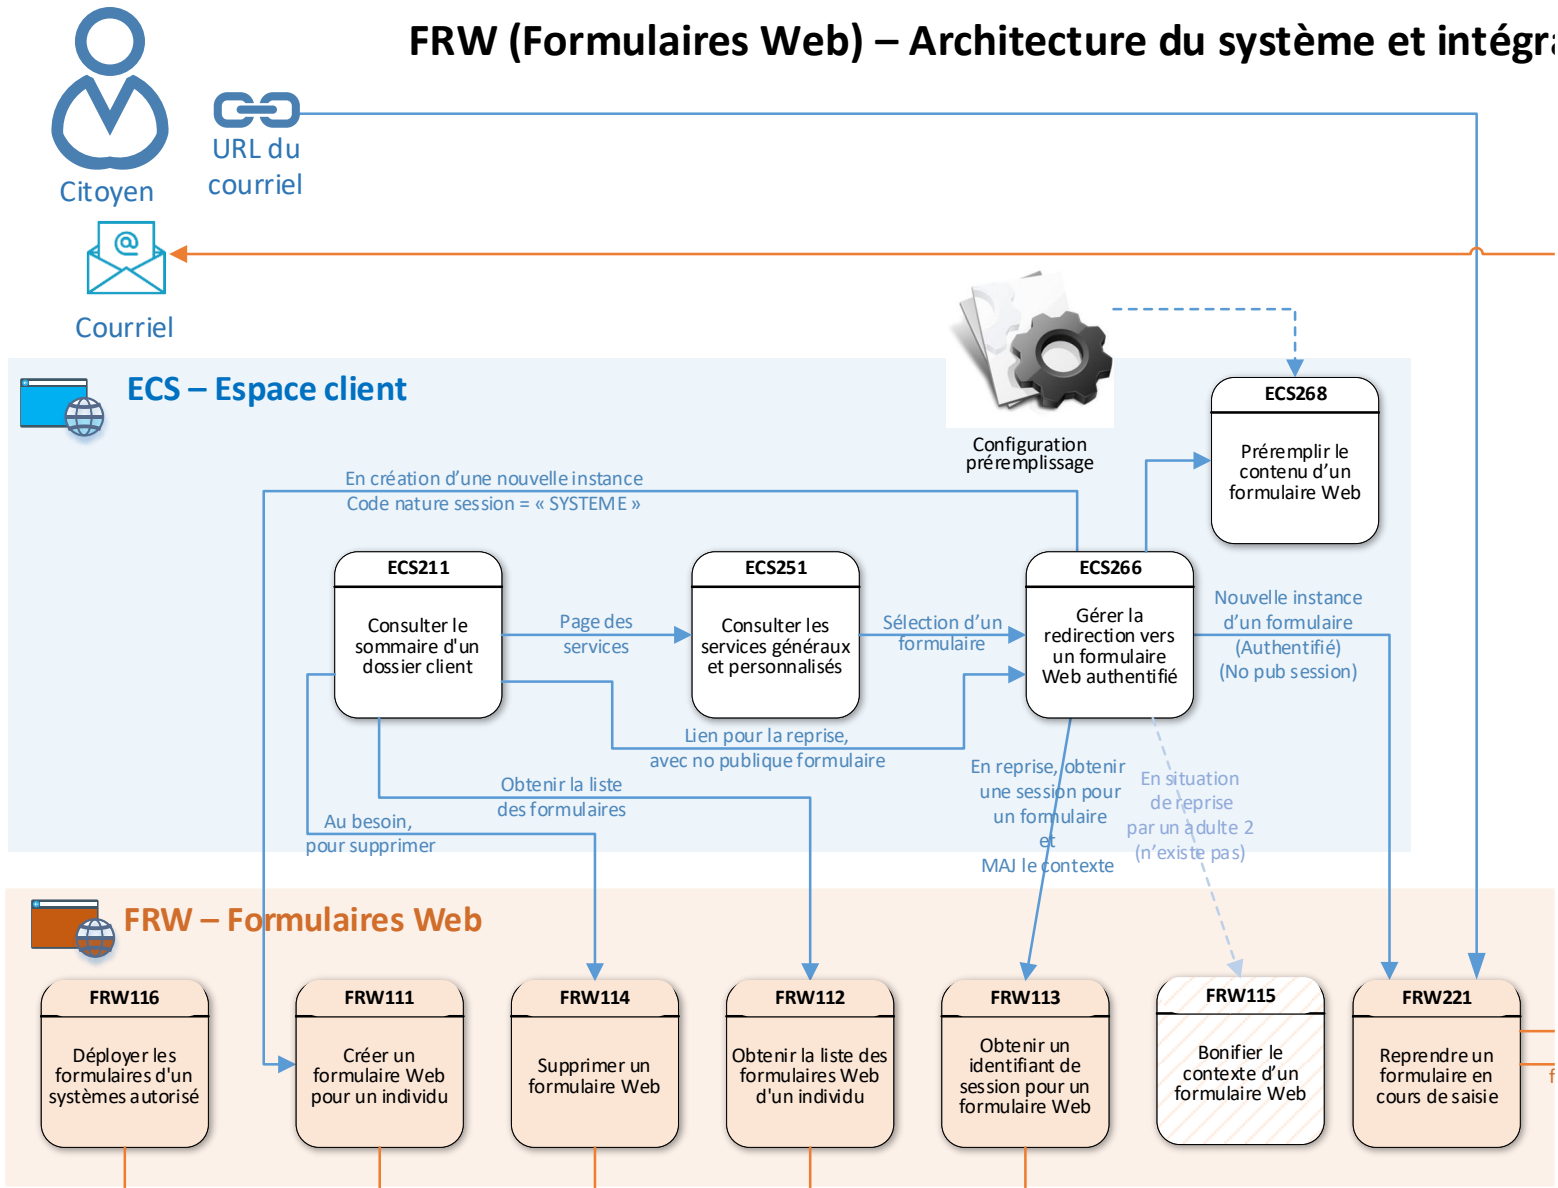 FRW (Formulaires Web) – Architecture du système et intégra
URL du
courriel
Citoyen
@
Courriel
ECS – Espace client
Configuration
préremplissage
ECS268
Préremplir le
contenu d’un
formulaire Web
En création d’une nouvelle instance
Code nature session = « SYSTEME »
ECS211
Consulter le
sommaire d'un
dossier client
Page des
services
ECS251
Consulter les
services généraux
et personnalisés
Sélection d’un
formulaire
ECS266
Gérer la
redirection vers
un formulaire
Web authentifié
Nouvelle instance
d’un formulaire
(Authentifié)
(No pub session)
Lien pour la reprise,
avec no publique formulaire
Obtenir la liste
des formulaires
Au besoin,
pour supprimer
En reprise, obtenir
une session pour
un formulaire
et
MAJ le contexte
En situation
de reprise
par un adulte 2
(n’existe pas)
FRW – Formulaires Web
FRW116
Déployer les
formulaires d'un
systèmes autorisé
FRW111
Créer un
formulaire Web
pour un individu
FRW114
Supprimer un
formulaire Web
FRW112
Obtenir la liste des
formulaires Web
d'un individu
FRW113
Obtenir un
identifiant de
session pour un
formulaire Web
FRW115
Bonifier le
contexte d’un
formulaire Web
FRW221
Reprendre un
formulaire en
cours de saisie
f